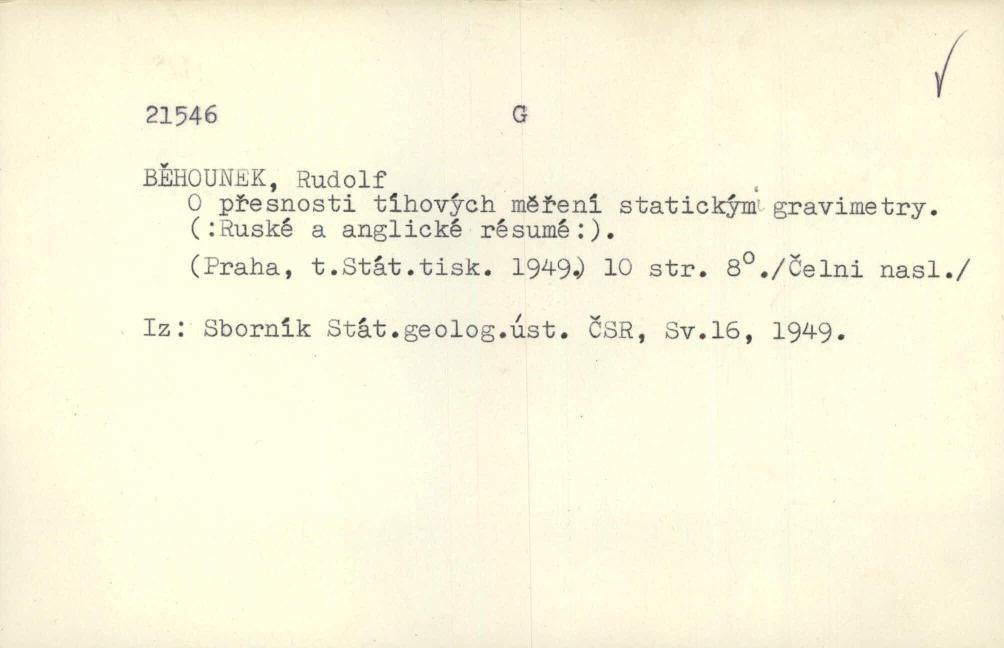 21546 G
BĚHOUNEK, Rudolf
O přesnosti tíhových měření statickými gravimetry.
(:Ruské a anglické résumé:).
(Praha, t.Stát.tisk. 1949.) 10 str. 8°./Čelni nasl./
Iz: Sborník Stát.geolog.úst. ČSR, Sv.16, 1949.